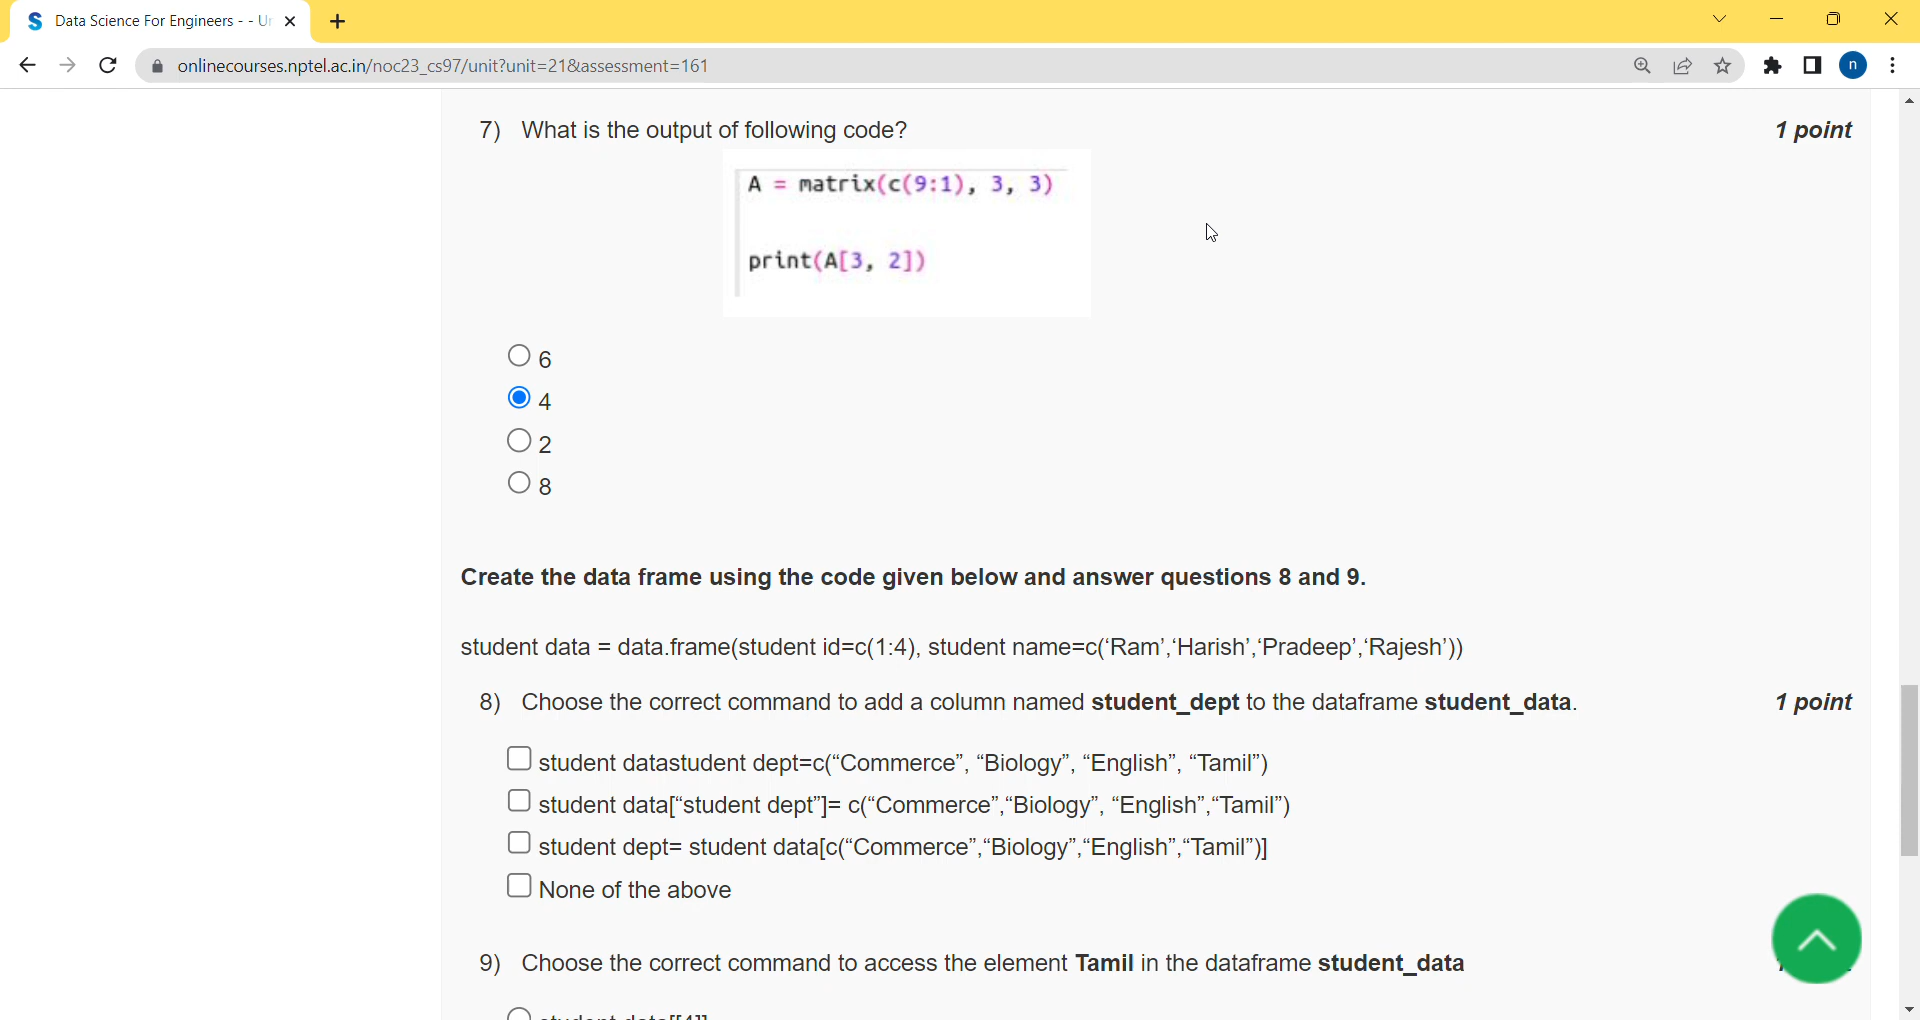 Data Science For Engineers - - Un
onlinecourses.nptel.ac.in/noc23_cs97/unit?unit=21&assessment=161
n
7) What is the output of following code? 1 point
A = matrix(c(9:1), 3, 3)
print(A[3, 2])
6
4
2
8
Create the data frame using the code given below and answer questions 8 and 9.
student data = data.frame(student id=c(1:4), student name=c(‘Ram’,‘Harish’,‘Pradeep’,‘Rajesh’))
8) Choose the correct command to add a column named student_dept to the dataframe student_data. 1 point
student datastudent dept=c(“Commerce”, “Biology”, “English”, “Tamil”)
student data[“student dept”]= c(“Commerce”,“Biology”, “English”,“Tamil”)
student dept= student data[c(“Commerce”,“Biology”,“English”,“Tamil”)]
None of the above
9) Choose the correct command to access the element Tamil in the dataframe student_data